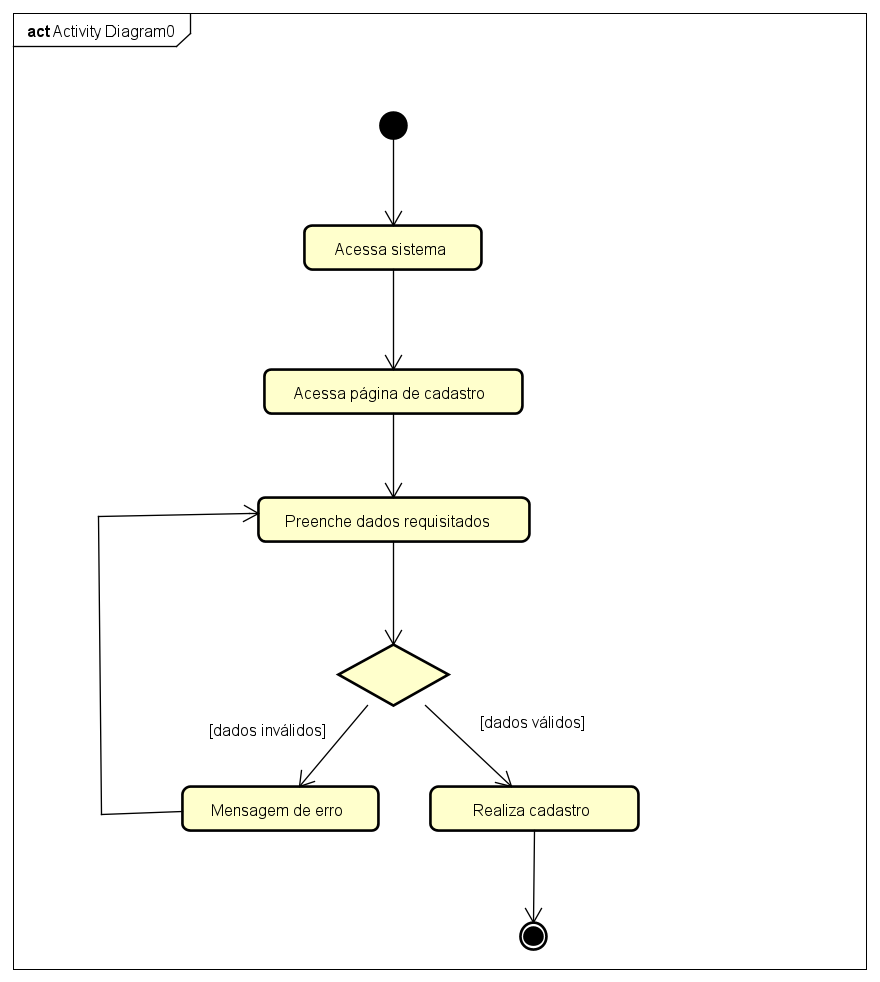 act Activity Diagram0
Acessa sistema
Acessa página de cadastro
Preenche dados requisitados
[dados inválidos]
[dados válidos]
Mensagem de erro
Realiza cadastro